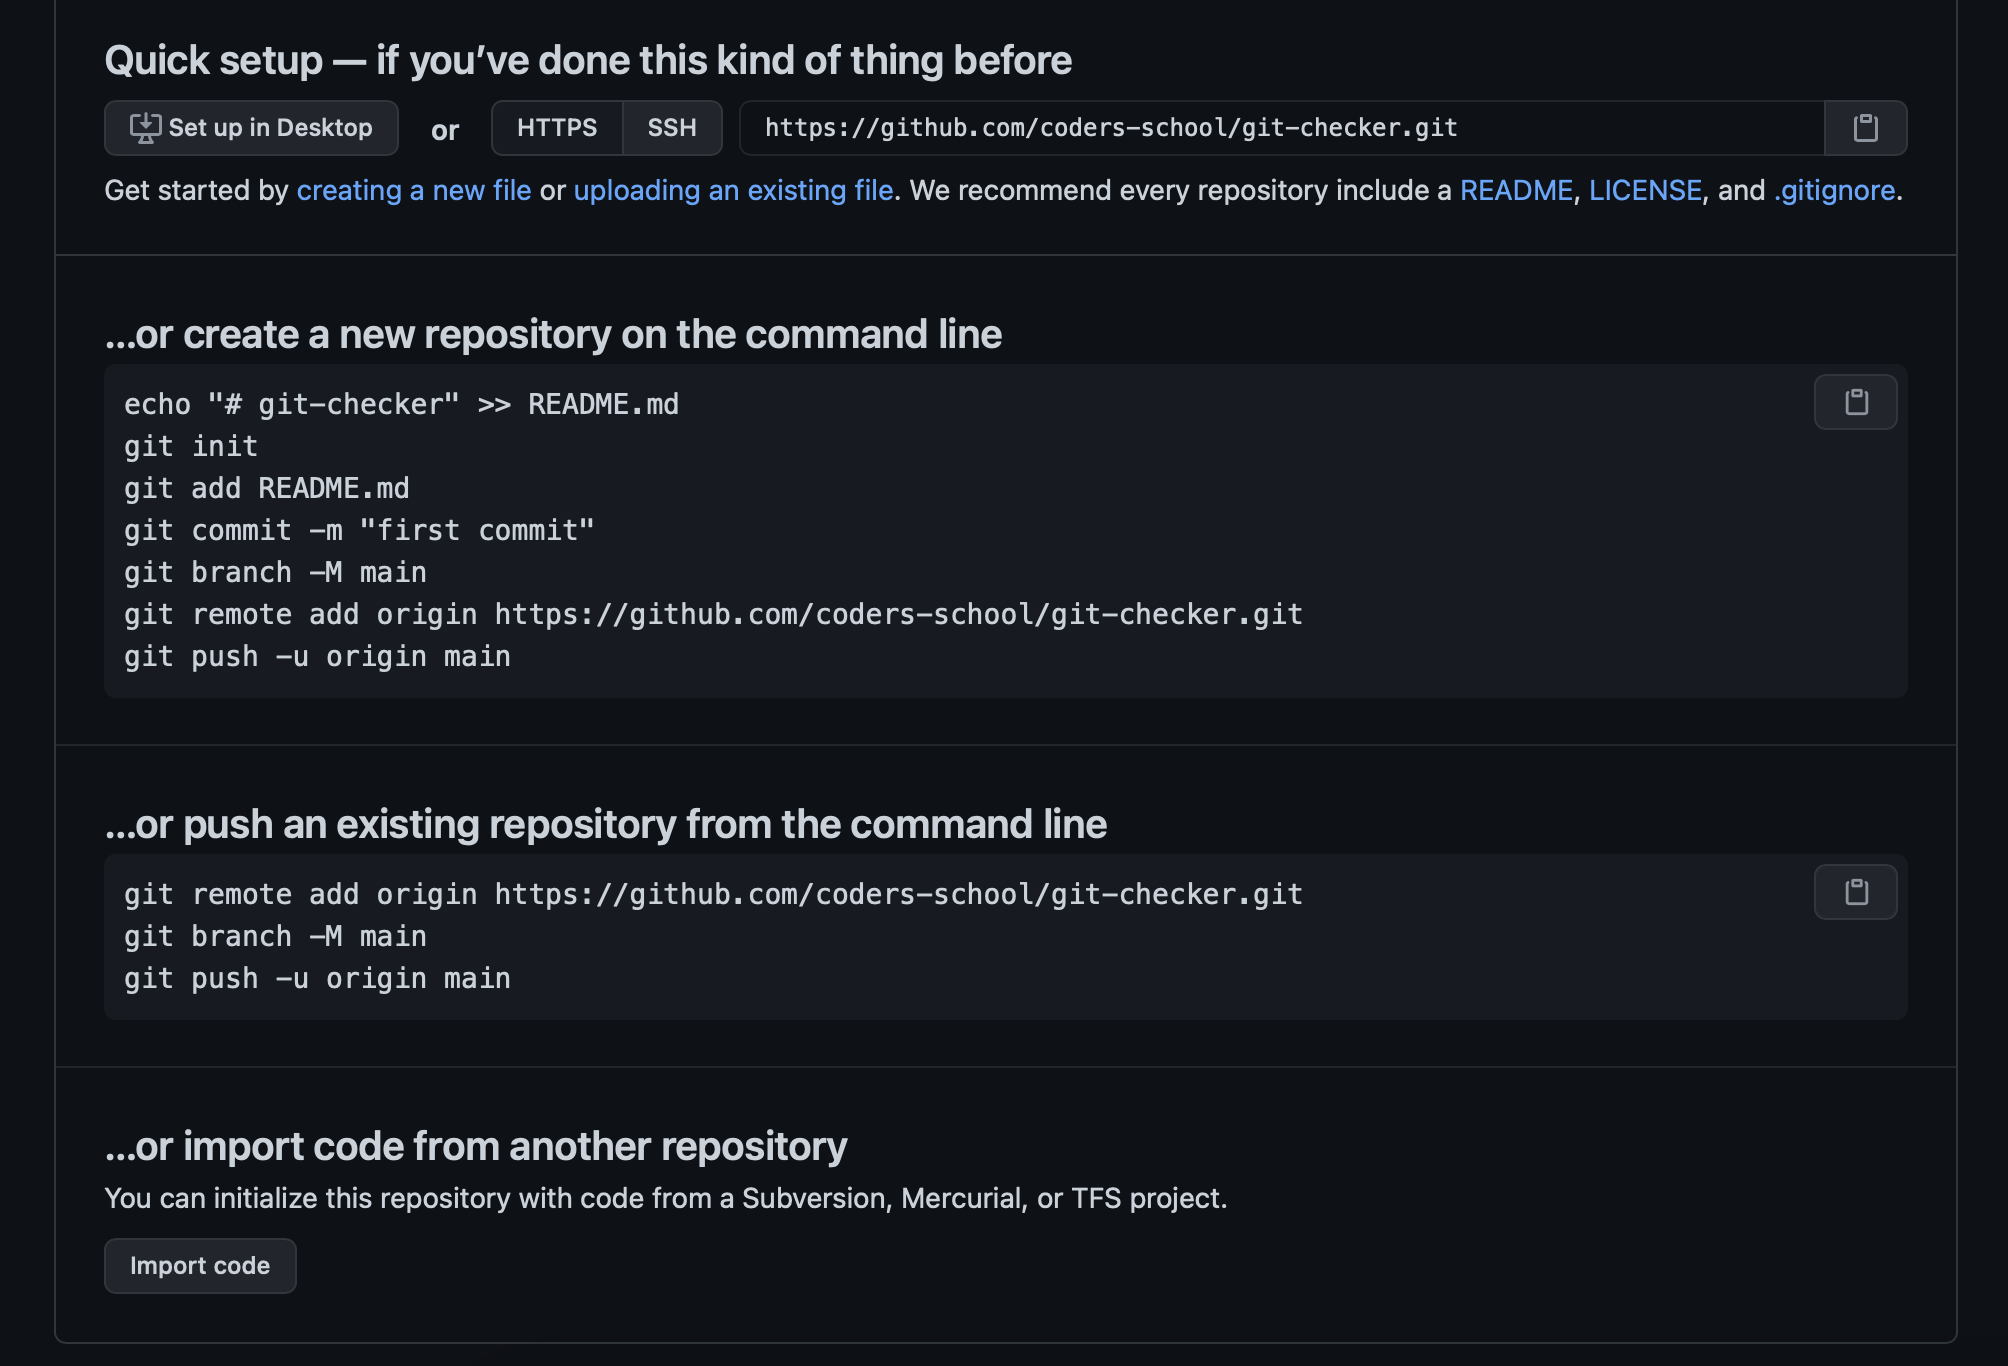 Quick setup — if you’ve done this kind of thing before
Set up in Desktop or HTTPS SSH https://github.com/coders-school/git-checker.git
Get started by creating a new file or uploading an existing file. We recommend every repository include a README, LICENSE, and .gitignore.
…or create a new repository on the command line
echo "# git-checker" >> README.md
git init
git add README.md
git commit -m "first commit"
git branch -M main
git remote add origin https://github.com/coders-school/git-checker.git
git push -u origin main
…or push an existing repository from the command line
git remote add origin https://github.com/coders-school/git-checker.git
git branch -M main
git push -u origin main
…or import code from another repository
You can initialize this repository with code from a Subversion, Mercurial, or TFS project.
Import code